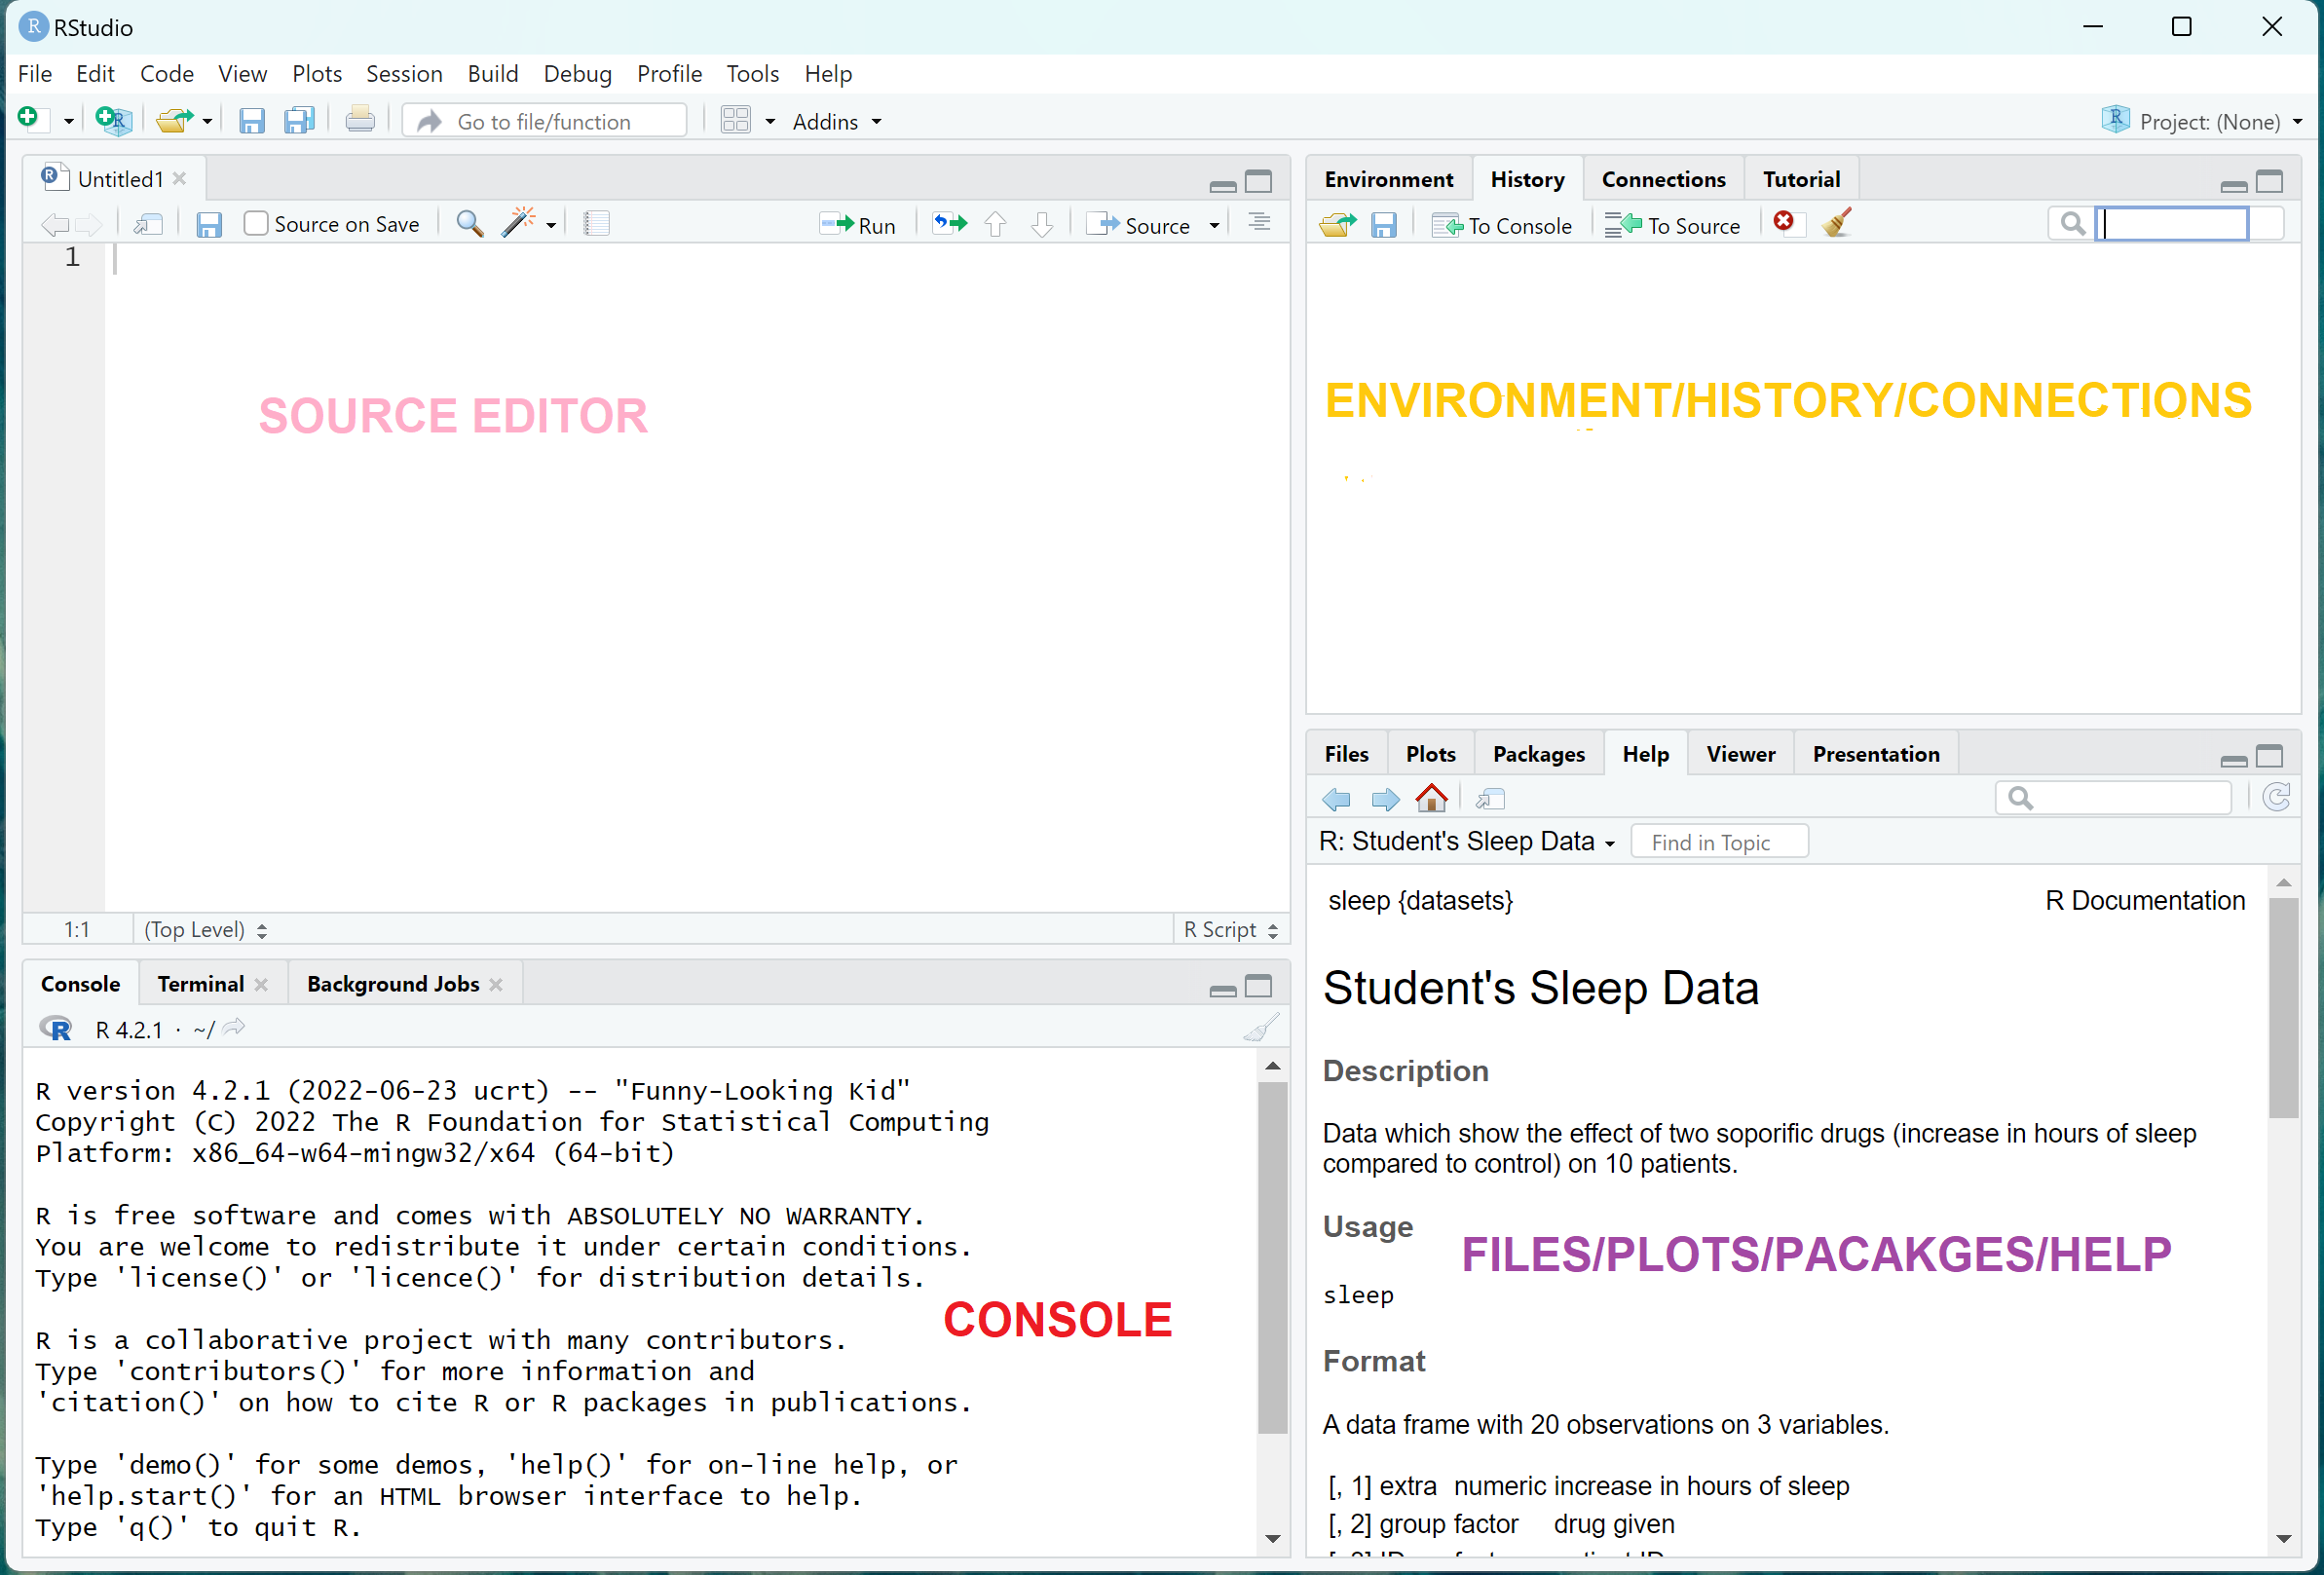 RStudio
File Edit Code View Plots Session Build Debug Profile Tools Help
Go to file/function Addins Project: (None)
Untitled1
Source on Save Run Source
1
SOURCE EDITOR
1:1 (Top Level) R Script
Console Terminal Background Jobs
R 4.2.1 · ~/
R version 4.2.1 (2022-06-23 ucrt) -- "Funny-Looking Kid"
Copyright (C) 2022 The R Foundation for Statistical Computing
Platform: x86_64-w64-mingw32/x64 (64-bit)
R is free software and comes with ABSOLUTELY NO WARRANTY.
You are welcome to redistribute it under certain conditions.
Type 'license()' or 'licence()' for distribution details.
CONSOLE
R is a collaborative project with many contributors.
Type 'contributors()' for more information and
'citation()' on how to cite R or R packages in publications.
Type 'demo()' for some demos, 'help()' for on-line help, or
'help.start()' for an HTML browser interface to help.
Type 'q()' to quit R.
Environment History Connections Tutorial
To Console To Source
ENVIRONMENT/HISTORY/CONNECTIONS
Files Plots Packages Help Viewer Presentation
R: Student's Sleep Data Find in Topic
sleep {datasets} R Documentation
Student's Sleep Data
Description
Data which show the effect of two soporific drugs (increase in hours of sleep
compared to control) on 10 patients.
Usage
FILES/PLOTS/PACAKGES/HELP
sleep
Format
A data frame with 20 observations on 3 variables.
[, 1] extra numeric increase in hours of sleep
[, 2] group factor drug given